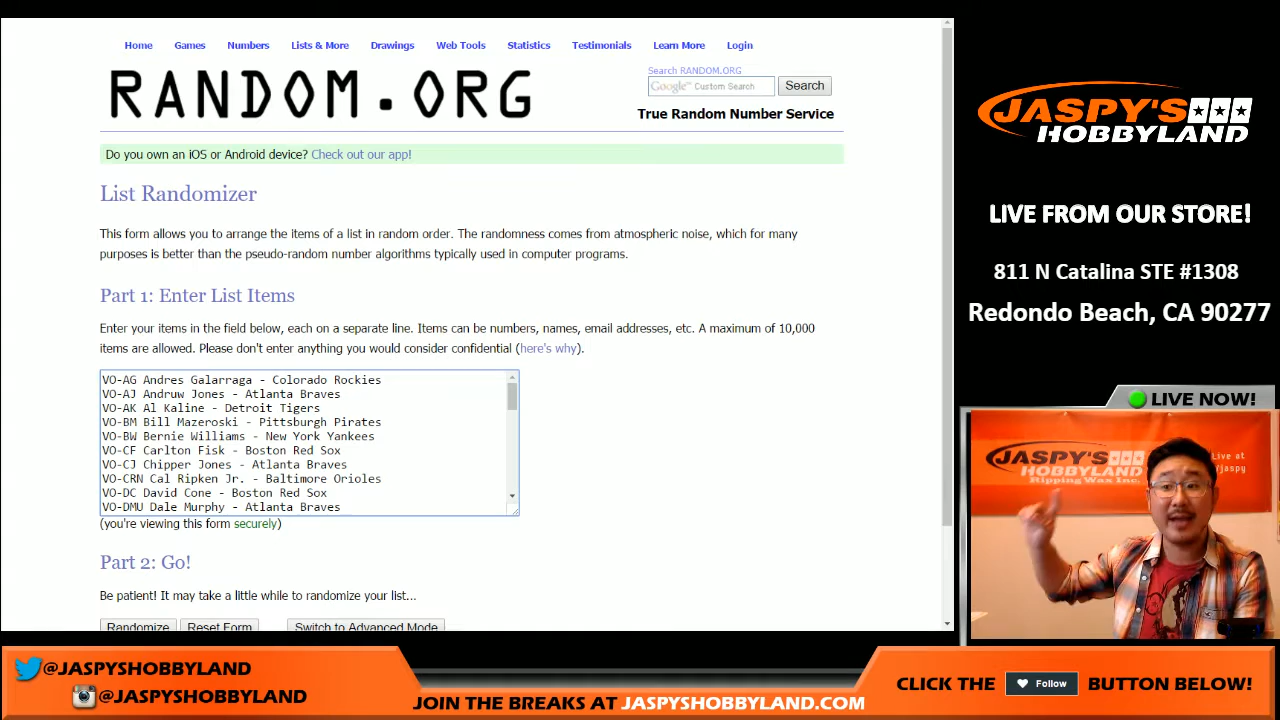 Home Games Numbers Lists & More Drawings Web Tools Statistics Testimonials Learn More Login
RANDOM.ORG
Search RANDOM.ORG
Google™ Custom Search Search
True Random Number Service
Do you own an iOS or Android device? Check out our app!
List Randomizer
This form allows you to arrange the items of a list in random order. The randomness comes from atmospheric noise, which for many
purposes is better than the pseudo-random number algorithms typically used in computer programs.
Part 1: Enter List Items
Enter your items in the field below, each on a separate line. Items can be numbers, names, email addresses, etc. A maximum of 10,000
items are allowed. Please don't enter anything you would consider confidential (here's why).
VO-AG Andres Galarraga - Colorado Rockies
VO-AJ Andruw Jones - Atlanta Braves
VO-AK Al Kaline - Detroit Tigers
VO-BM Bill Mazeroski - Pittsburgh Pirates
VO-BW Bernie Williams - New York Yankees
VO-CF Carlton Fisk - Boston Red Sox
VO-CJ Chipper Jones - Atlanta Braves
VO-CRN Cal Ripken Jr. - Baltimore Orioles
VO-DC David Cone - Boston Red Sox
VO-DMU Dale Murphy - Atlanta Braves
(you're viewing this form securely)
Part 2: Go!
Be patient! It may take a little while to randomize your list...
Randomize Reset Form Switch to Advanced Mode
JASPY'S
HOBBYLAND
LIVE FROM OUR STORE!
811 N Catalina STE #1308
Redondo Beach, CA 90277
LIVE NOW!
JASPY'S
HOBBYLAND
Ripping Wax Inc.
Live at
/jaspy
@JASPYSHOBBYLAND
@JASPYSHOBBYLAND
JOIN THE BREAKS AT JASPYSHOBBYLAND.COM
CLICK THE Follow BUTTON BELOW!